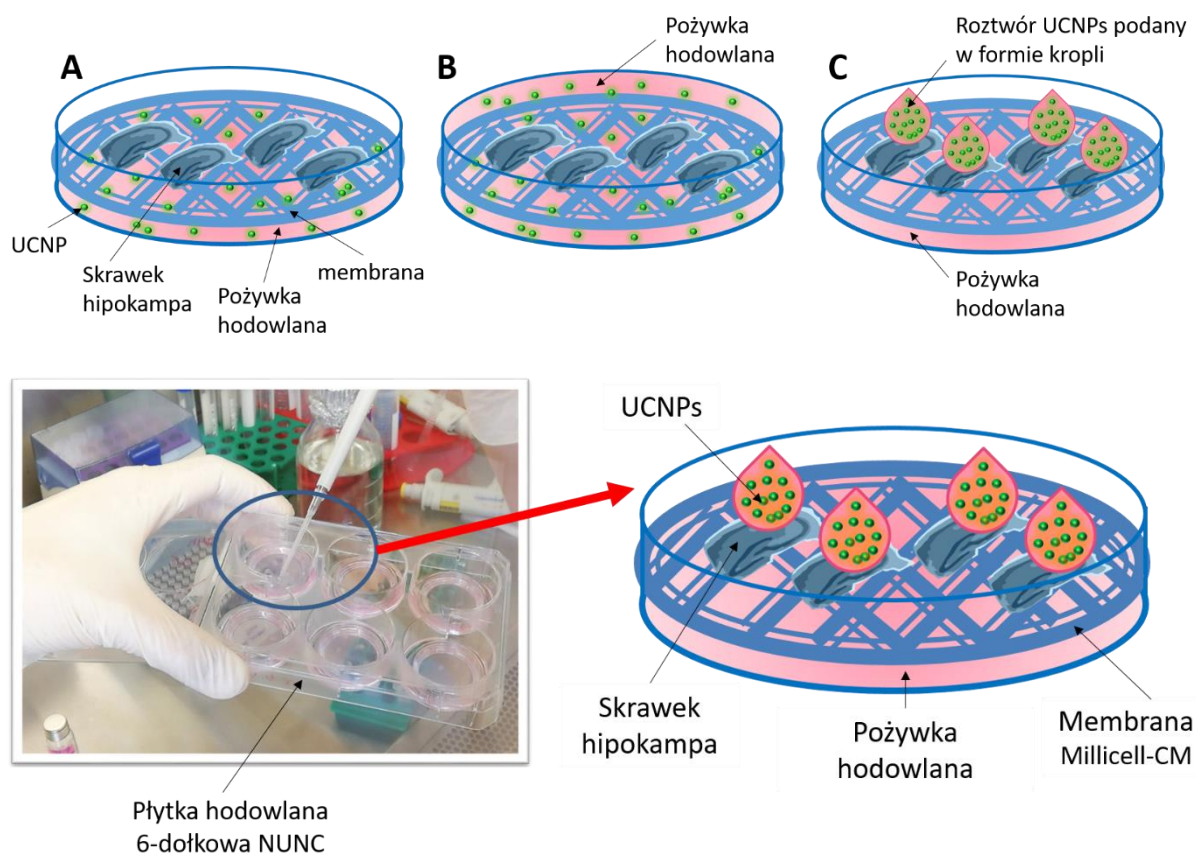 A
B
C
Pożywka
hodowlana
Roztwór UCNPs podany
w formie kropli
UCNP
Skrawek
hipokampa
Pożywka
hodowlana
membrana
Pożywka
hodowlana
UCNPs
Skrawek
hipokampa
Pożywka
hodowlana
Membrana
Millicell-CM
Płytka hodowlana
6-dołkowa NUNC